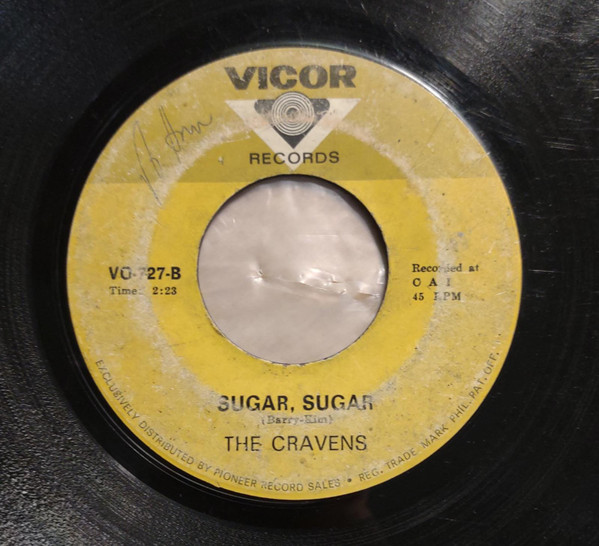 VICOR
RECORDS
VO-727-B
Time: 2:23
Recorded at
C A I
45 RPM
SUGAR, SUGAR
(Barry-Kim)
THE CRAVENS
EXCLUSIVELY DISTRIBUTED BY PIONEER RECORD SALES • REG. TRADE MARK PHIL. PAT. OFF.